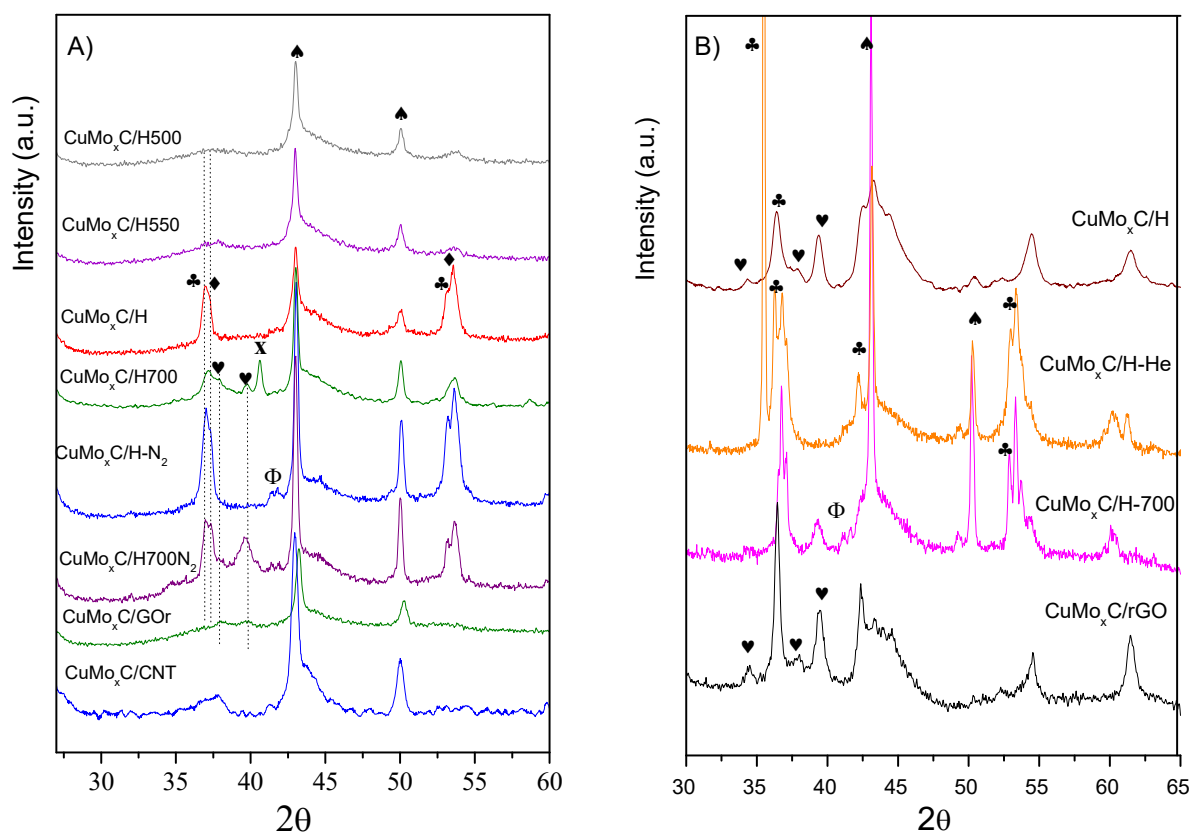 A)
Intensity (a.u.)
♠
♠
CuMoₓC/H500
CuMoₓC/H550
♣ ♦
♣ ♦
CuMoₓC/H
x
♥ ♥
CuMoₓC/H700
CuMoₓC/H-N₂
Φ
CuMoₓC/H700N₂
CuMoₓC/GOr
CuMoₓC/CNT
30 35 40 45 50 55 60
2θ
B)
Intensity (a.u.)
♣ ♠
♣
♥ ♥ ♥
CuMoₓC/H
♣
♣ ♠ ♣
CuMoₓC/H-He
♣
Φ
CuMoₓC/H-700
♥ ♥ ♥
CuMoₓC/rGO
30 35 40 45 50 55 60 65
2θ